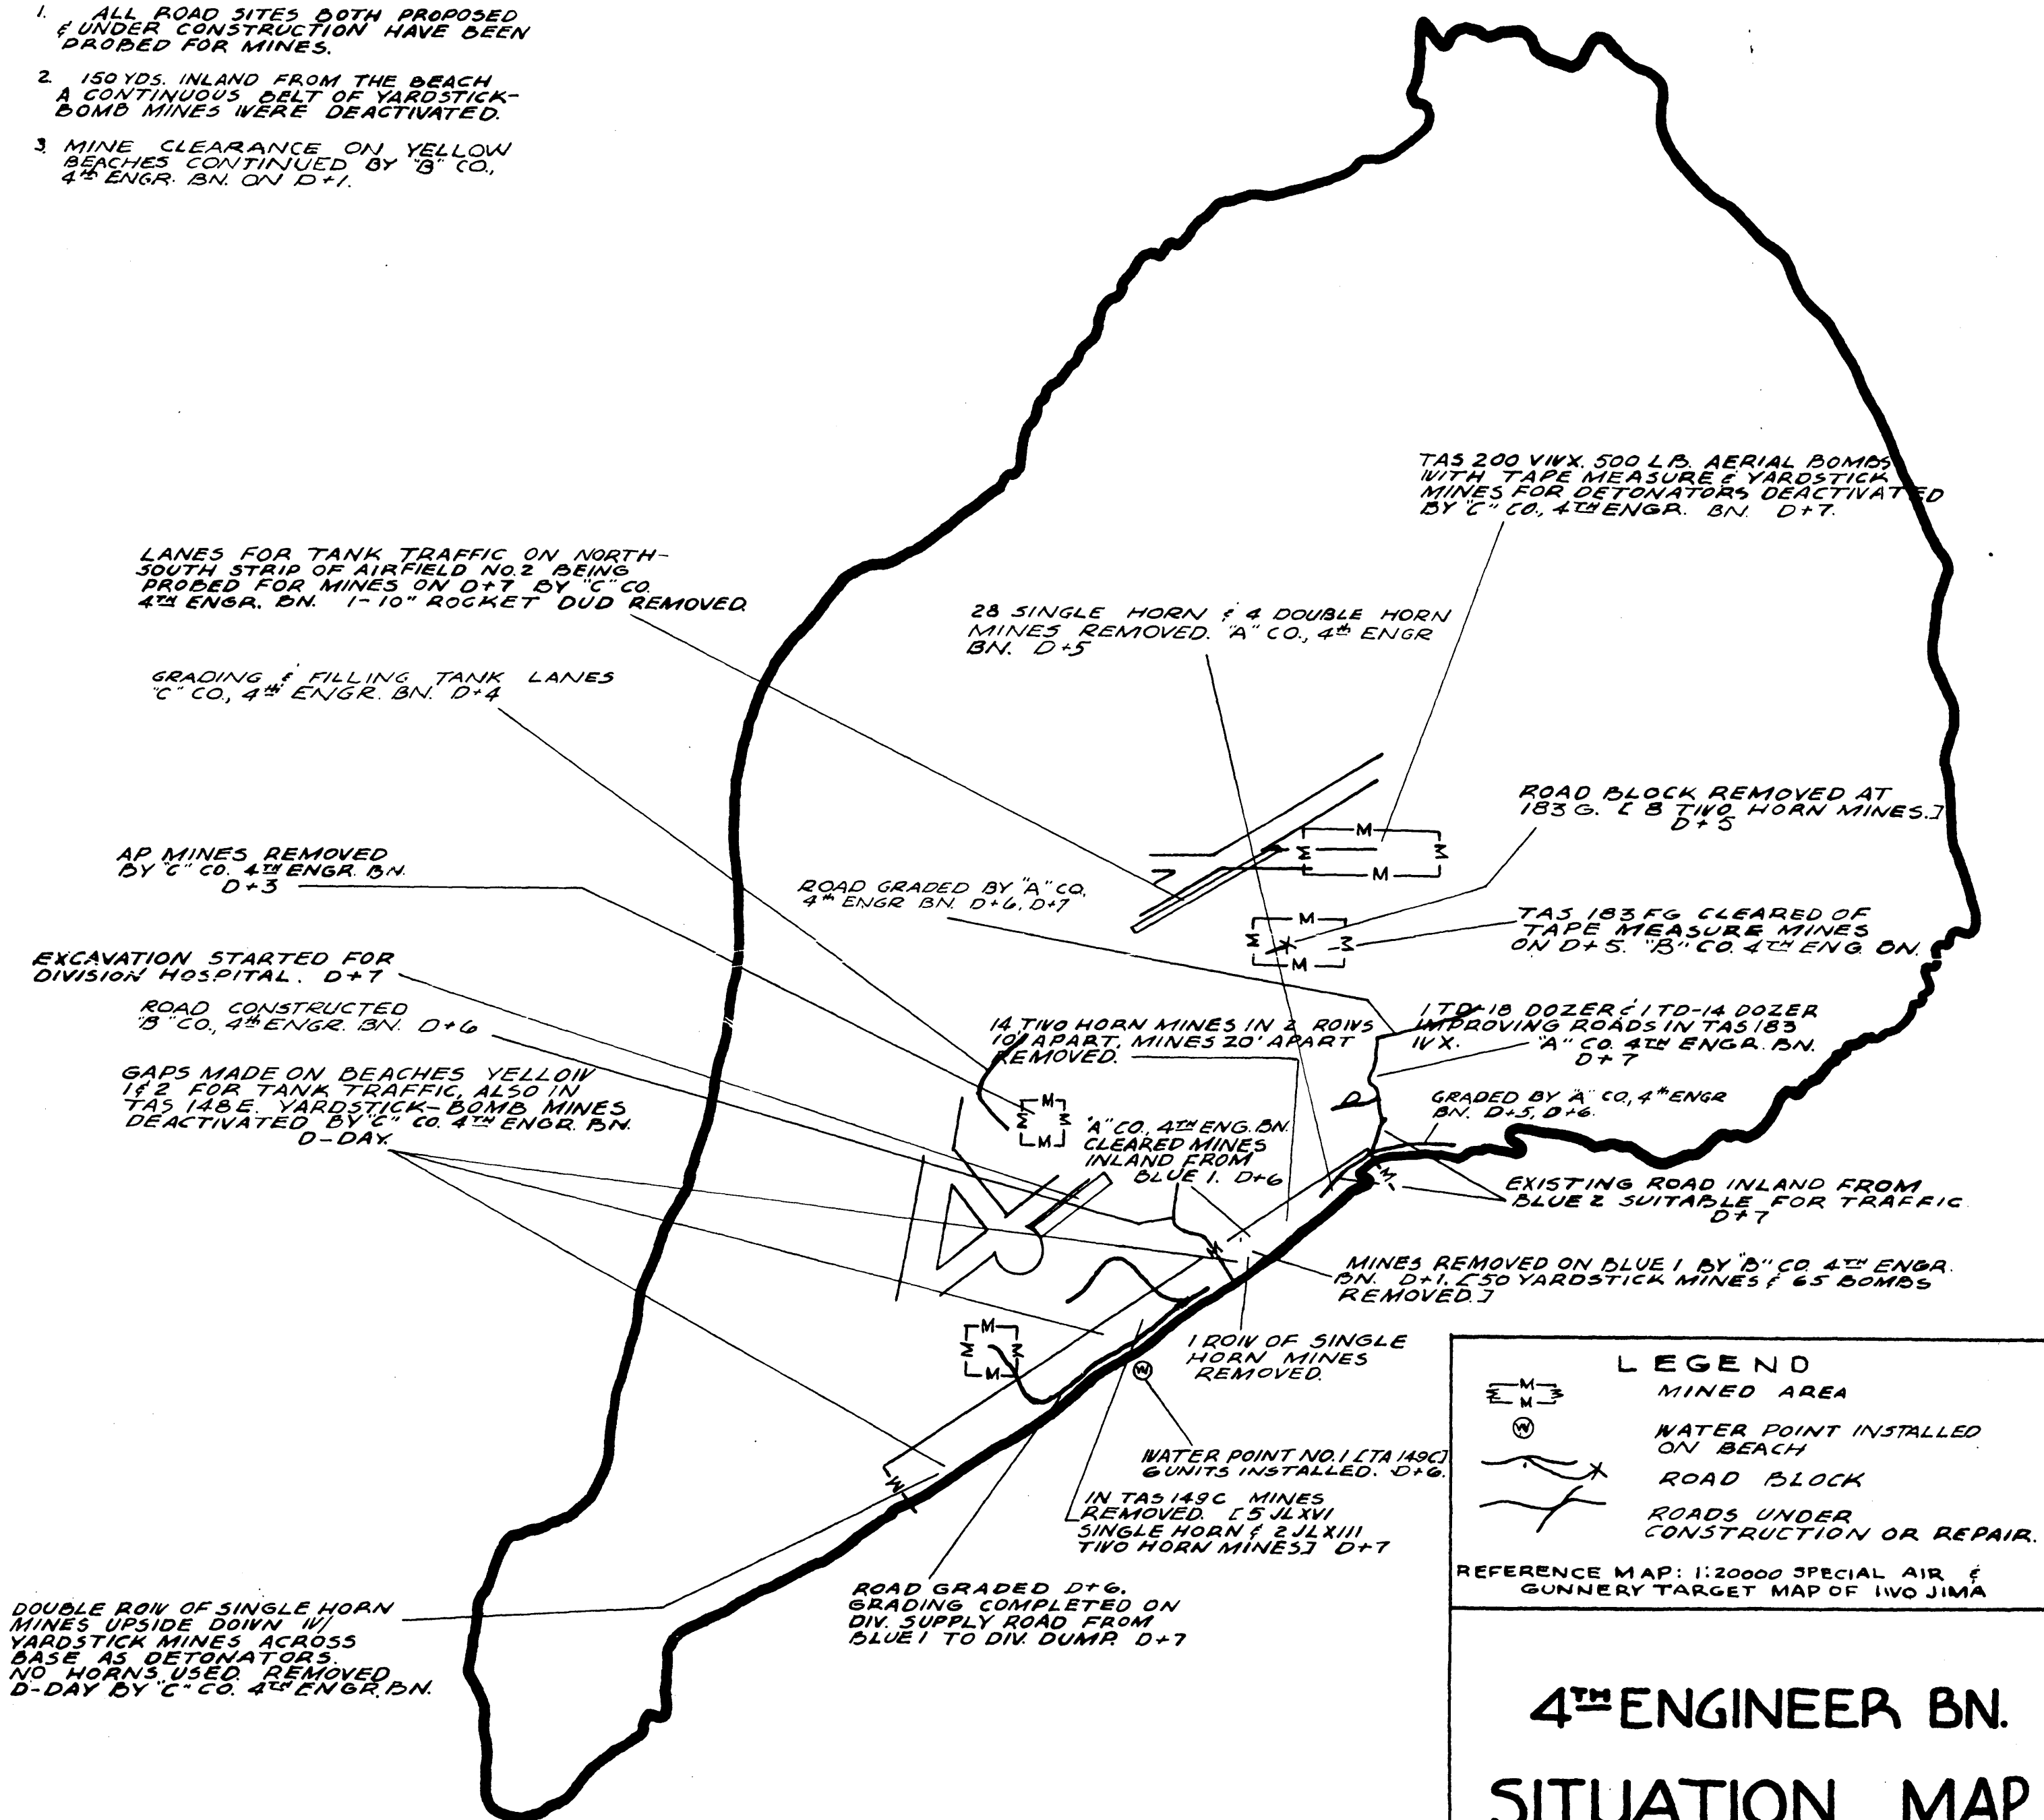 1. ALL ROAD SITES BOTH PROPOSED
& UNDER CONSTRUCTION HAVE BEEN
PROBED FOR MINES.
2. 150 YDS. INLAND FROM THE BEACH
A CONTINUOUS BELT OF YARDSTICK-
BOMB MINES WERE DEACTIVATED.
3. MINE CLEARANCE ON YELLOW
BEACHES CONTINUED BY "B" CO.,
4TH ENGR. BN. ON D+1.
TAS 200 VWX. 500 LB. AERIAL BOMBS
WITH TAPE MEASURE & YARDSTICK
MINES FOR DETONATORS DEACTIVATED
BY "C" CO., 4TH ENGR. BN. D+7.
LANES FOR TANK TRAFFIC ON NORTH-
SOUTH STRIP OF AIRFIELD NO.2 BEING
PROBED FOR MINES ON D+7 BY "C" CO.
4TH ENGR. BN. 1-10" ROCKET DUD REMOVED
28 SINGLE HORN & 4 DOUBLE HORN
MINES REMOVED. "A" CO., 4TH ENGR
BN. D+5
GRADING & FILLING TANK LANES
"C" CO., 4TH ENGR. BN. D+4
ROAD BLOCK REMOVED AT
183 G. [8 TWO HORN MINES.]
D+5
AP MINES REMOVED
BY "C" CO. 4TH ENGR. BN.
D+3
ROAD GRADED BY "A" CO.
4TH ENGR BN. D+6, D+7
TAS 183 FG CLEARED OF
TAPE MEASURE MINES
ON D+5. "B" CO. 4TH ENG. BN.
EXCAVATION STARTED FOR
DIVISION HOSPITAL. D+7
ROAD CONSTRUCTED
"B" CO., 4TH ENGR. BN. D+6
14 TWO HORN MINES IN 2 ROWS
10' APART, MINES 20' APART
REMOVED.
1 TD-18 DOZER & 1 TD-14 DOZER
IMPROVING ROADS IN TAS 183
WX. "A" CO. 4TH ENGR. BN.
D+7
GAPS MADE ON BEACHES YELLOW
1 & 2 FOR TANK TRAFFIC, ALSO IN
TAS 148E. YARDSTICK-BOMB MINES
DEACTIVATED BY "C" CO. 4TH ENGR. BN.
D-DAY.
GRADED BY "A" CO, 4TH ENGR
BN. D+5, D+6.
"A" CO., 4TH ENG. BN.
CLEARED MINES
INLAND FROM
BLUE 1. D+6
EXISTING ROAD INLAND FROM
BLUE 2 SUITABLE FOR TRAFFIC.
D+7
MINES REMOVED ON BLUE 1 BY "B" CO. 4TH ENGR.
BN. D+1. [50 YARDSTICK MINES & 65 BOMBS
REMOVED.]
1 ROW OF SINGLE
HORN MINES
REMOVED.
WATER POINT NO. 1 [TA 149C]
6 UNITS INSTALLED. D+6.
IN TAS 149C MINES
REMOVED. [5 JLXVI
SINGLE HORN & 2 JLXIII
TWO HORN MINES] D+7
ROAD GRADED D+6.
GRADING COMPLETED ON
DIV. SUPPLY ROAD FROM
BLUE 1 TO DIV. DUMP. D+7
DOUBLE ROW OF SINGLE HORN
MINES UPSIDE DOWN W/
YARDSTICK MINES ACROSS
BASE AS DETONATORS.
NO HORNS USED. REMOVED
D-DAY BY "C" CO. 4TH ENGR. BN.
M M M M
M M M M
M M M M
M M M M
M
M
M
W
LEGEND
M M M M MINED AREA
W WATER POINT INSTALLED
ON BEACH
ROAD BLOCK
ROADS UNDER
CONSTRUCTION OR REPAIR.
REFERENCE MAP: 1:20000 SPECIAL AIR &
GUNNERY TARGET MAP OF IWO JIMA
4TH ENGINEER BN.
SITUATION MAP